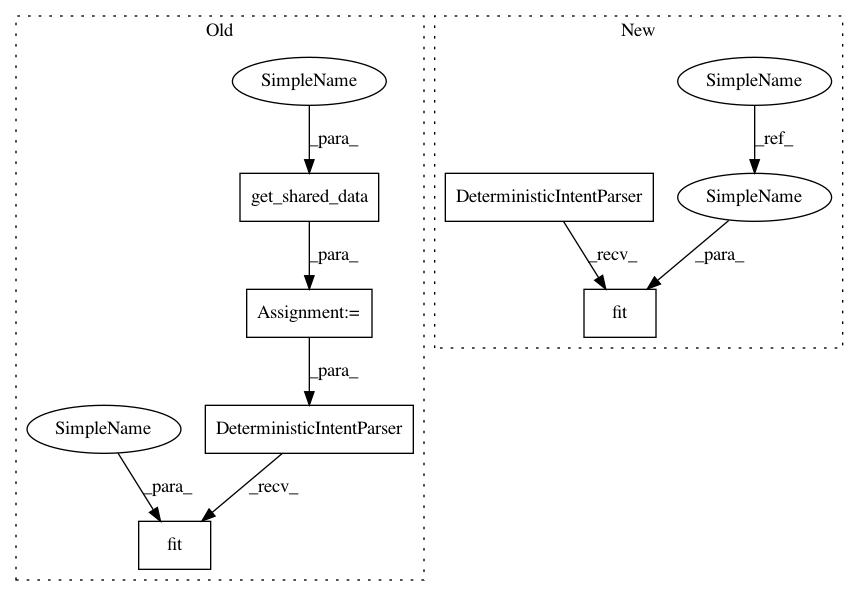 Old
SimpleName
_para_
get_shared_data
_para_
Assignment:=
_para_
SimpleName
DeterministicIntentParser
_para_
_recv_
fit
New
SimpleName
_ref_
DeterministicIntentParser
SimpleName
_recv_
_para_
fit